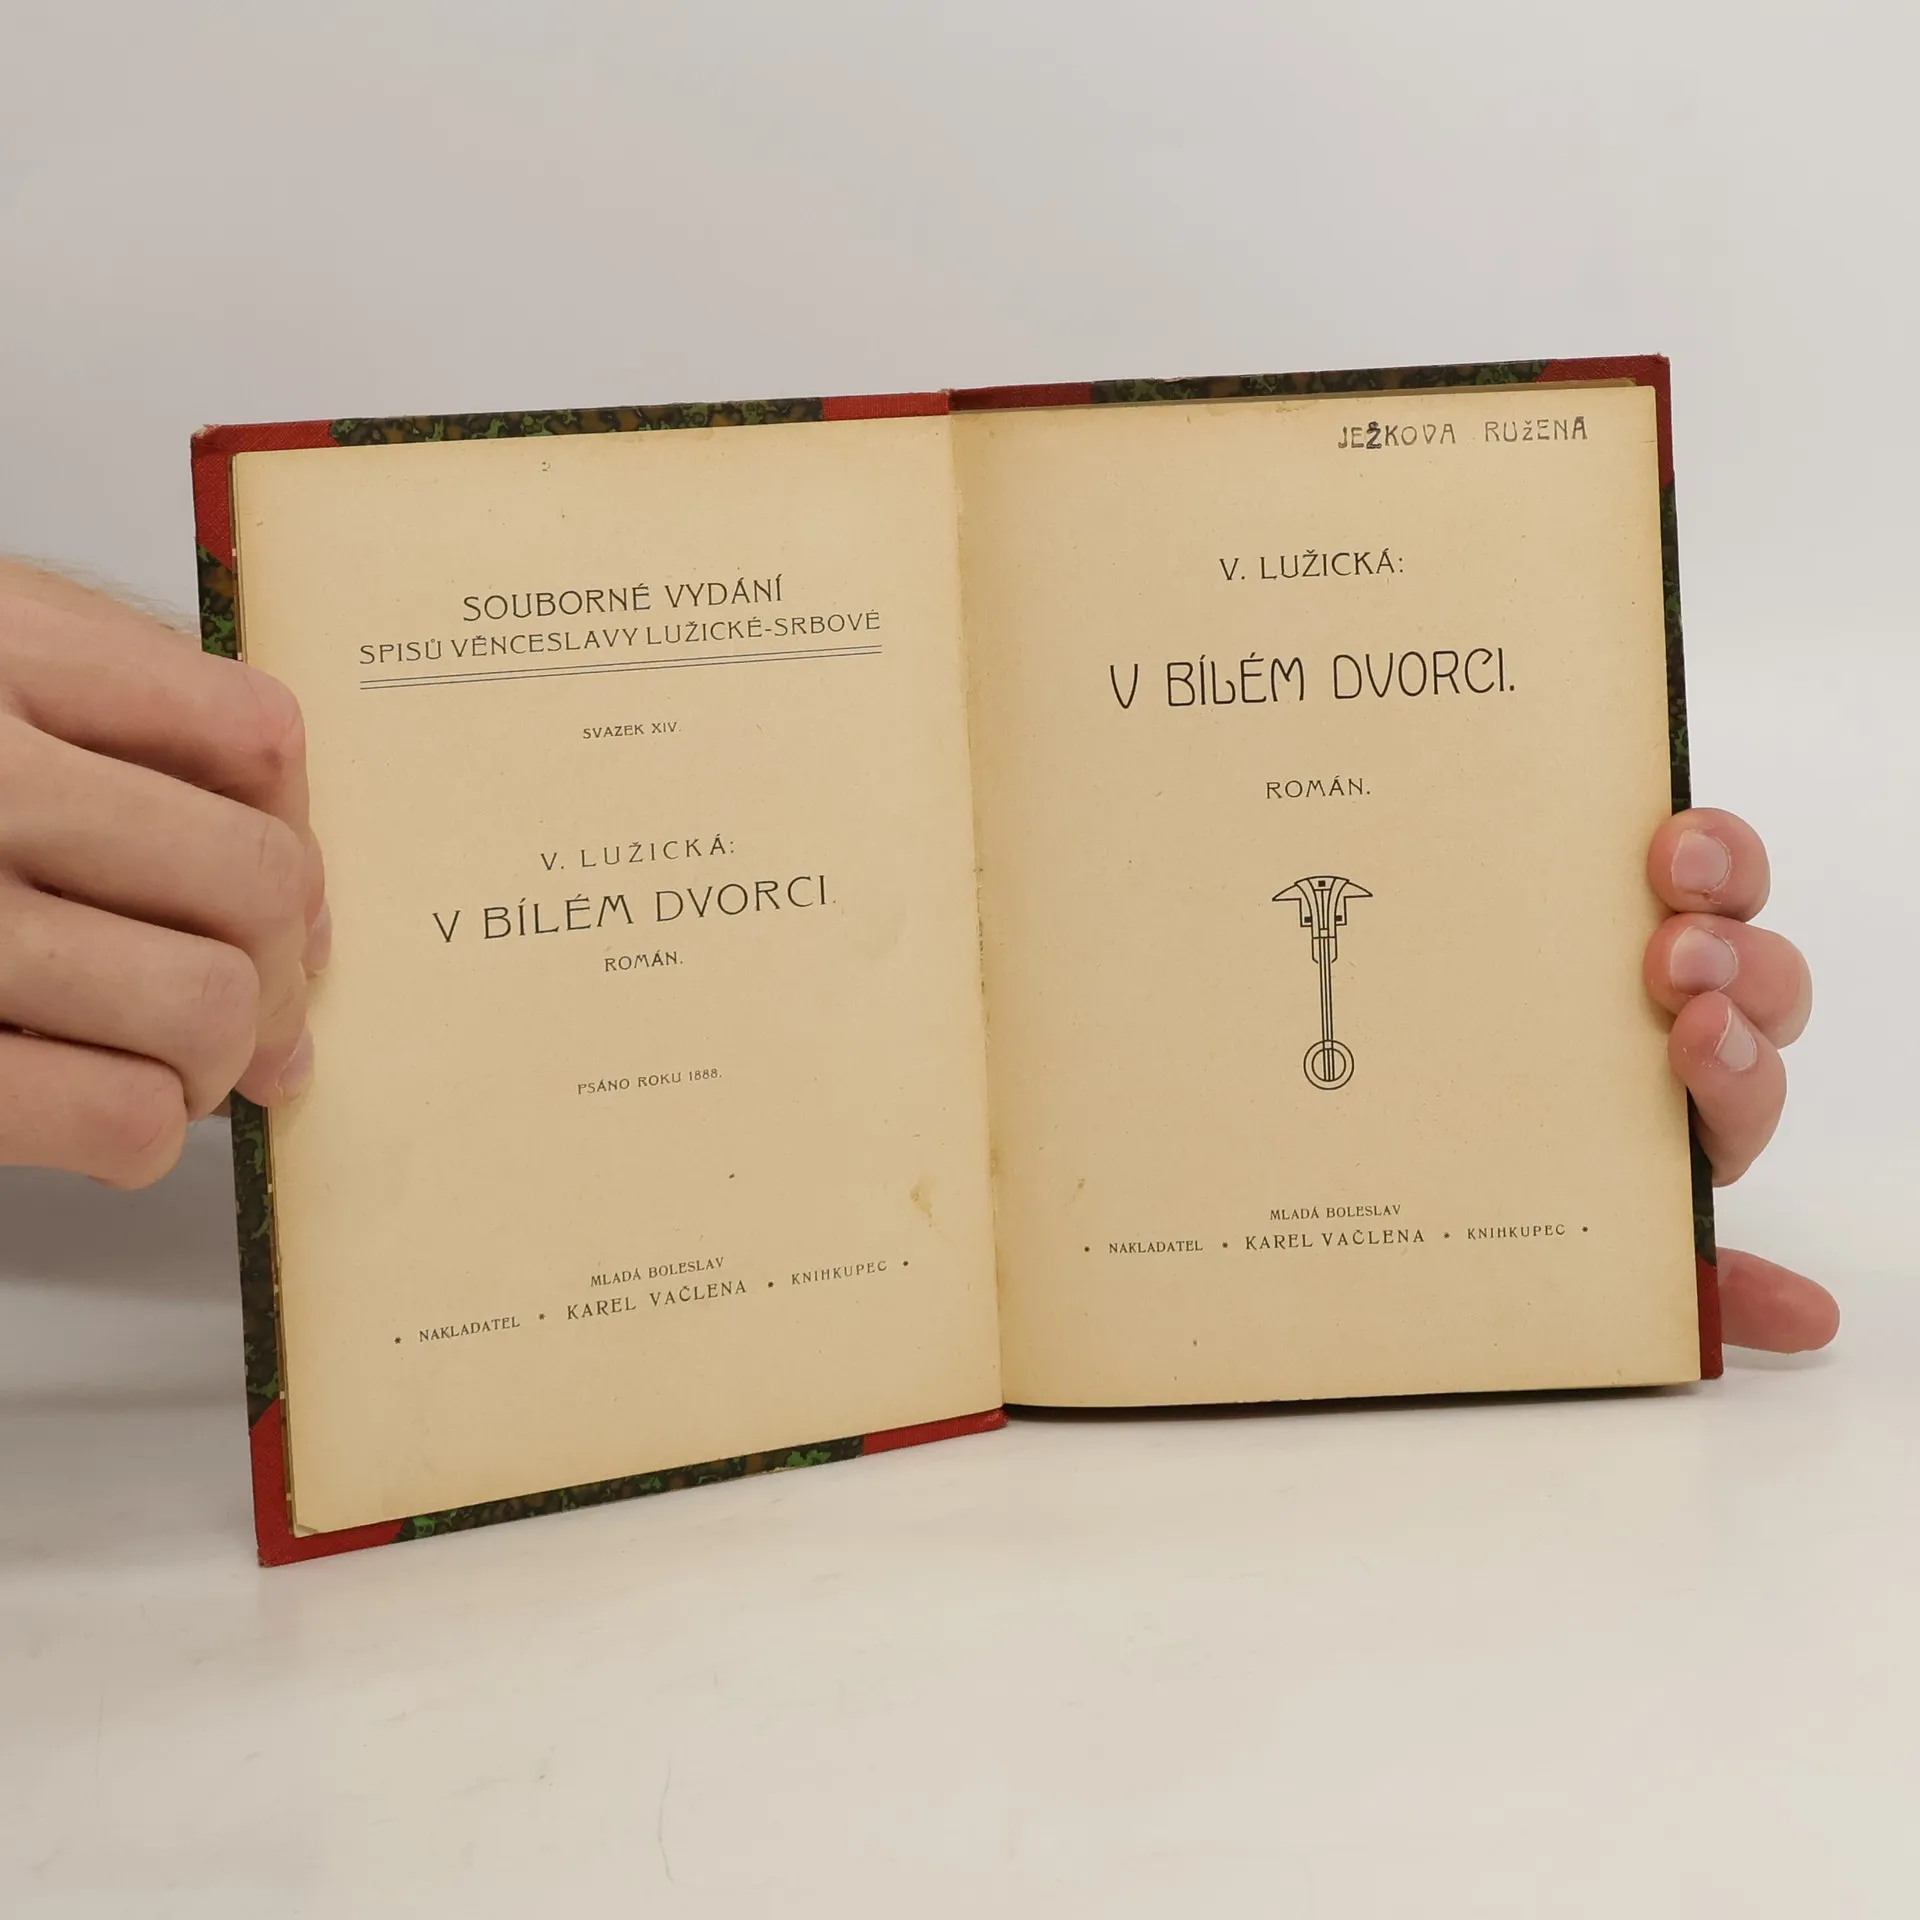 SOUBORNÉ VYDÁNÍ
SPISŮ VĚNCESLAVY LUŽICKÉ-SRBOVÉ
SVAZEK XIV.
V. LUŽICKÁ:
V BÍLÉM DVORCI.
ROMÁN.
PSÁNO ROKU 1888.
MLADÁ BOLESLAV
* NAKLADATEL * KAREL VAČLENA * KNIHKUPEC *
JEŽKOVA RUŽENA
V. LUŽICKÁ:
V BÍLÉM DVORCI.
ROMÁN.
MLADÁ BOLESLAV
* NAKLADATEL * KAREL VAČLENA * KNIHKUPEC *